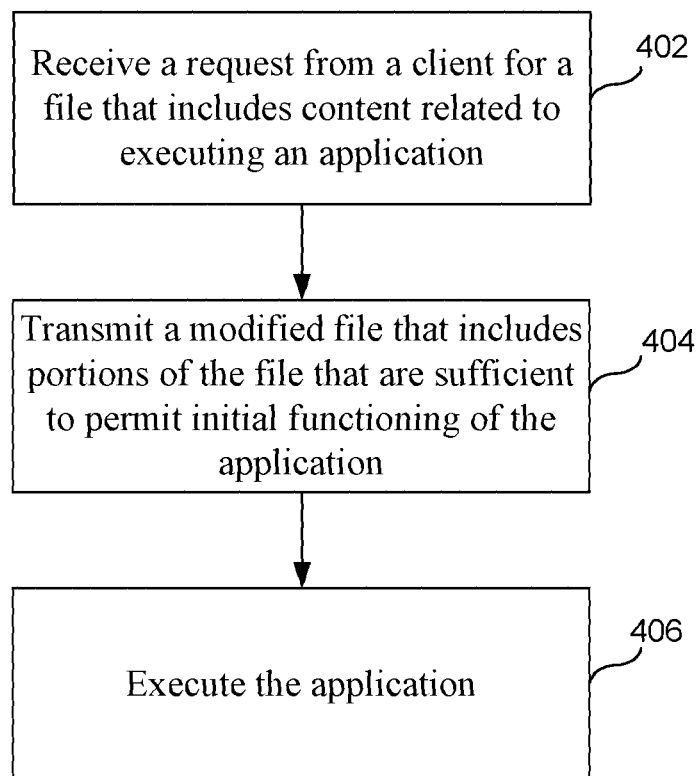 Receive a request from a client for a
file that includes content related to
executing an application
402
Transmit a modified file that includes
portions of the file that are sufficient
to permit initial functioning of the
application
404
Execute the application
406